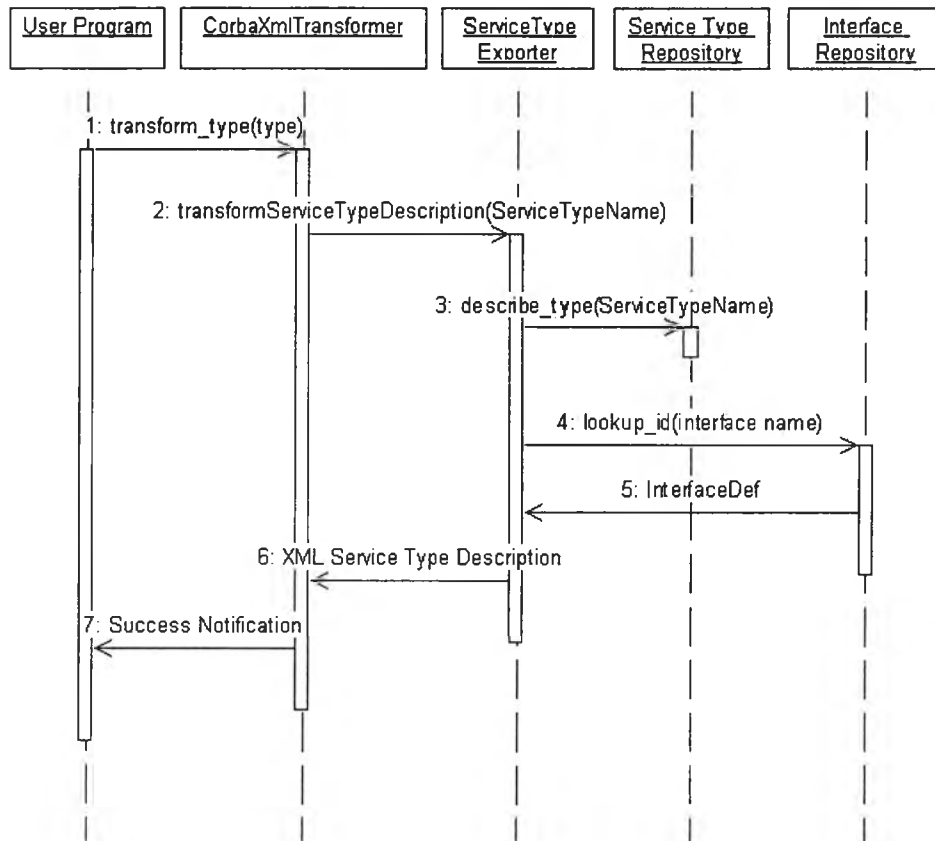 User Program
CorbaXmlTransformer
ServiceType
Exporter
Service Type
Repository
Interface
Repository
1: transform_type(type)
2: transformServiceTypeDescription(ServiceTypeName)
3: describe_type(ServiceTypeName)
4: lookup_id(interface name)
5: InterfaceDef
6: XML Service Type Description
7: Success Notification